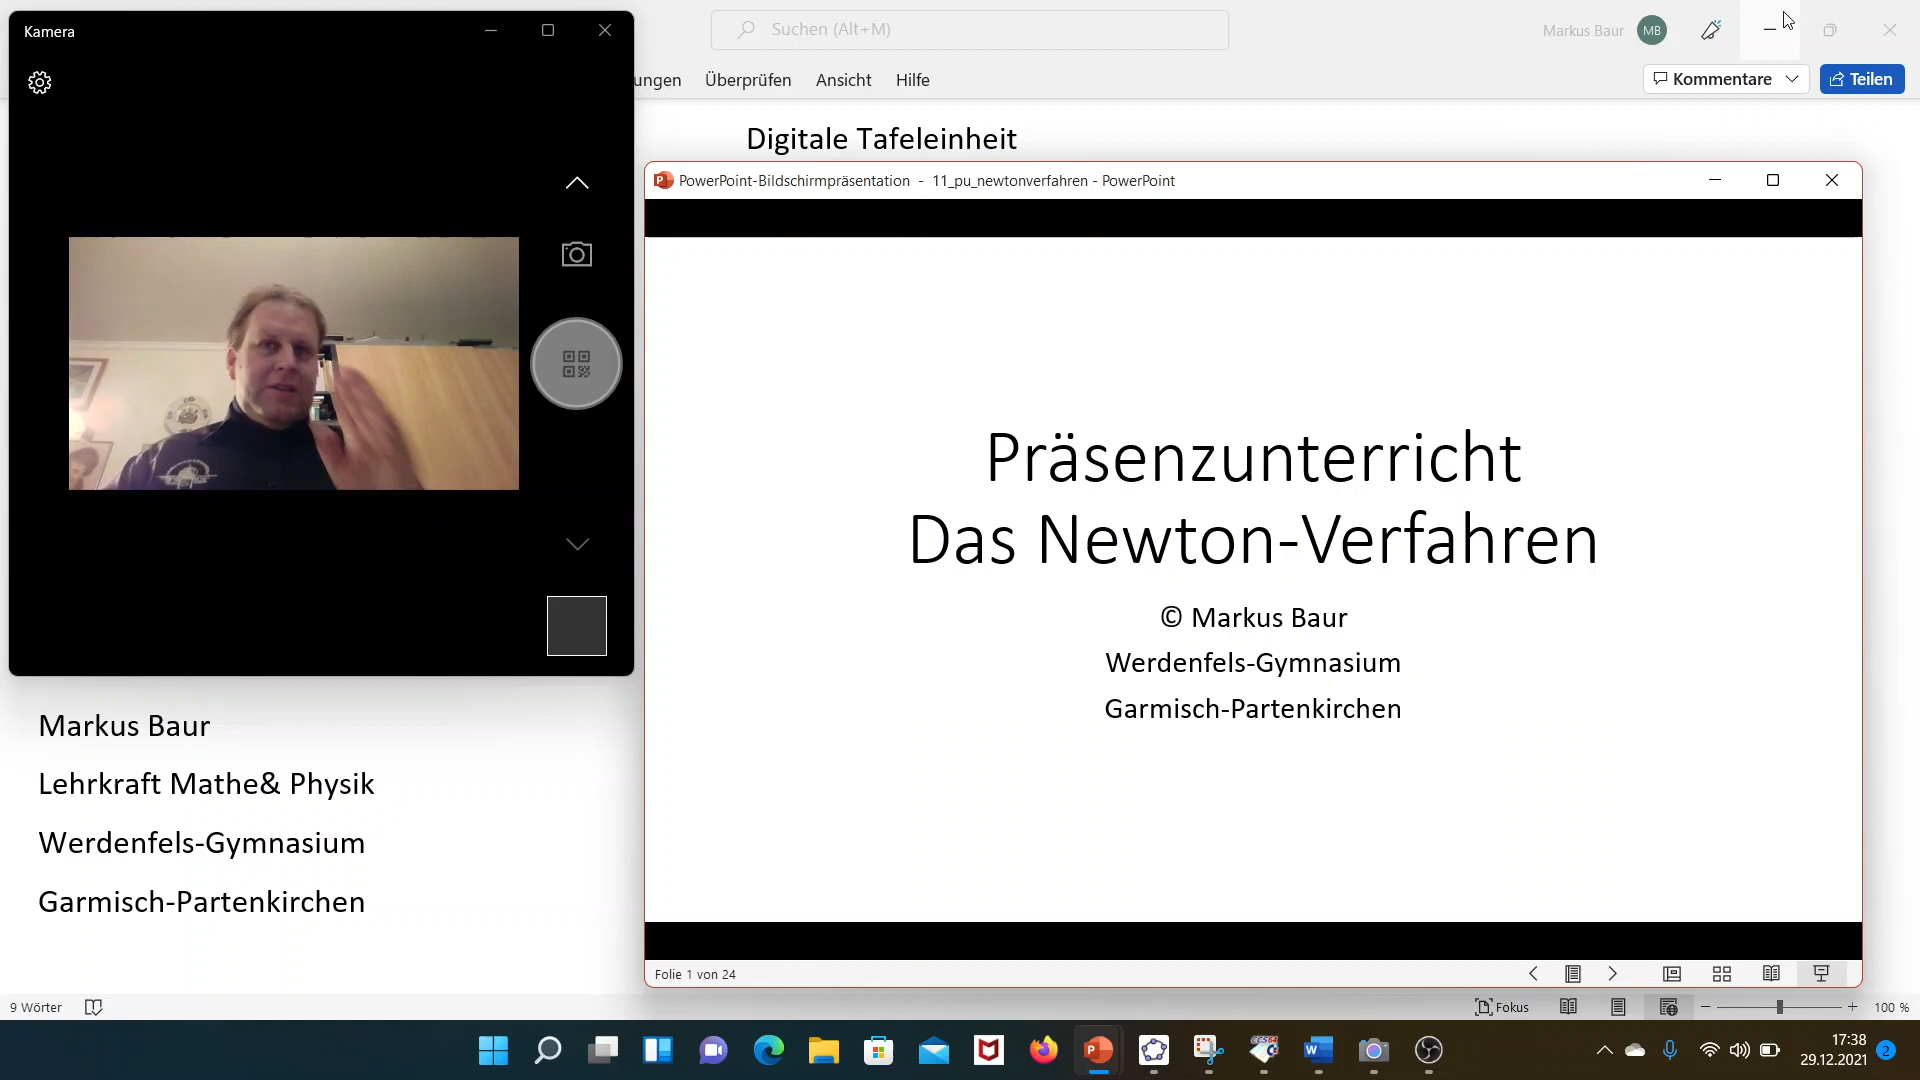 Kamera
Suchen (Alt+M)
Markus Baur
MB
ungen
Überprüfen
Ansicht
Hilfe
Kommentare
Teilen
Digitale Tafeleinheit
PowerPoint-Bildschirmpräsentation - 11_pu_newtonverfahren - PowerPoint
Präsenzunterricht
Das Newton-Verfahren
© Markus Baur
Werdenfels-Gymnasium
Garmisch-Partenkirchen
Markus Baur
Lehrkraft Mathe& Physik
Werdenfels-Gymnasium
Garmisch-Partenkirchen
Folie 1 von 24
9 Wörter
Fokus
100 %
17:38
29.12.2021
2